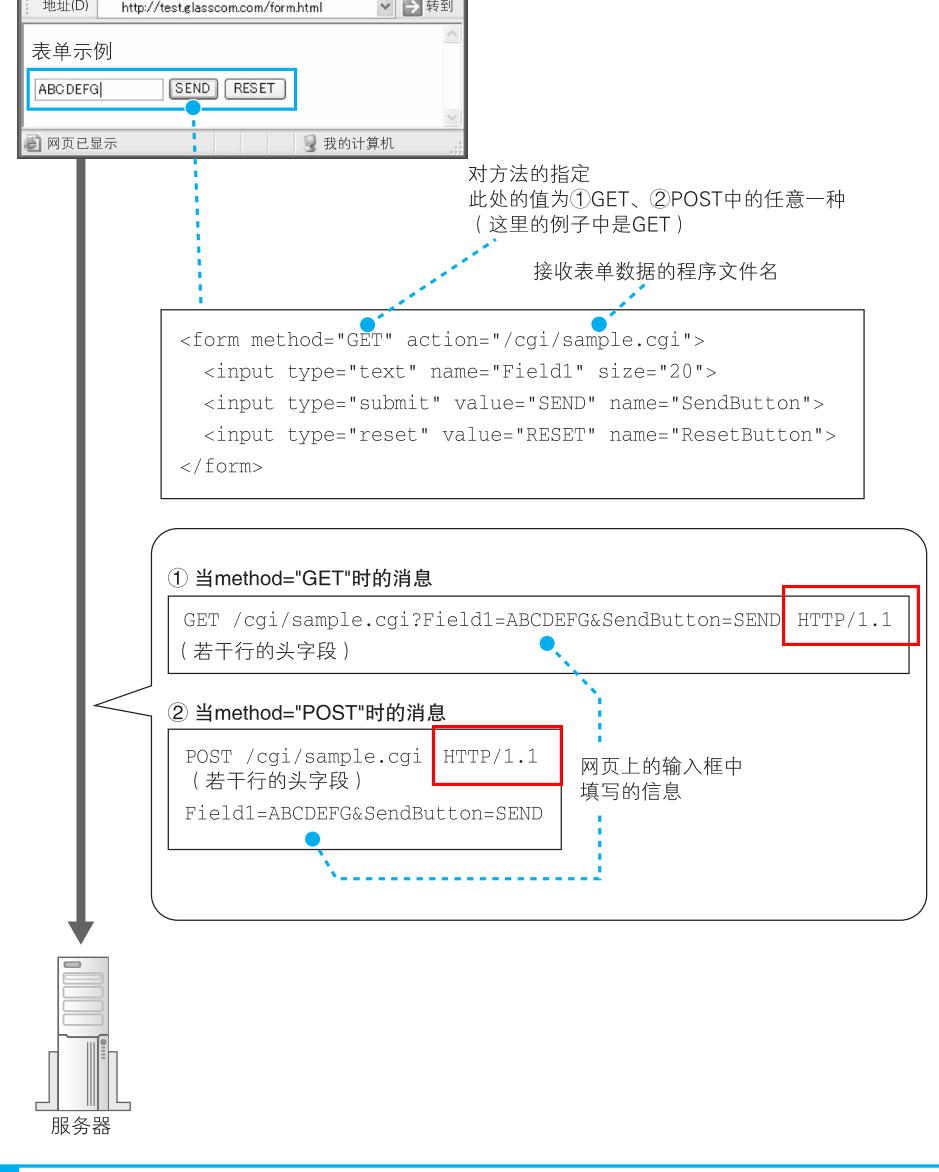 地址(D) http://test.glasscom.com/form.html 转到
表单示例
ABCDEFG SEND RESET
网页已显示 我的计算机
对方法的指定
此处的值为①GET、②POST中的任意一种
（这里的例子中是GET）
接收表单数据的程序文件名
<form method="GET" action="/cgi/sample.cgi">
<input type="text" name="Field1" size="20">
<input type="submit" value="SEND" name="SendButton">
<input type="reset" value="RESET" name="ResetButton">
</form>
① 当method="GET"时的消息
GET /cgi/sample.cgi?Field1=ABCDEFG&SendButton=SEND HTTP/1.1
（若干行的头字段）
② 当method="POST"时的消息
POST /cgi/sample.cgi HTTP/1.1
（若干行的头字段）
Field1=ABCDEFG&SendButton=SEND
网页上的输入框中
填写的信息
服务器